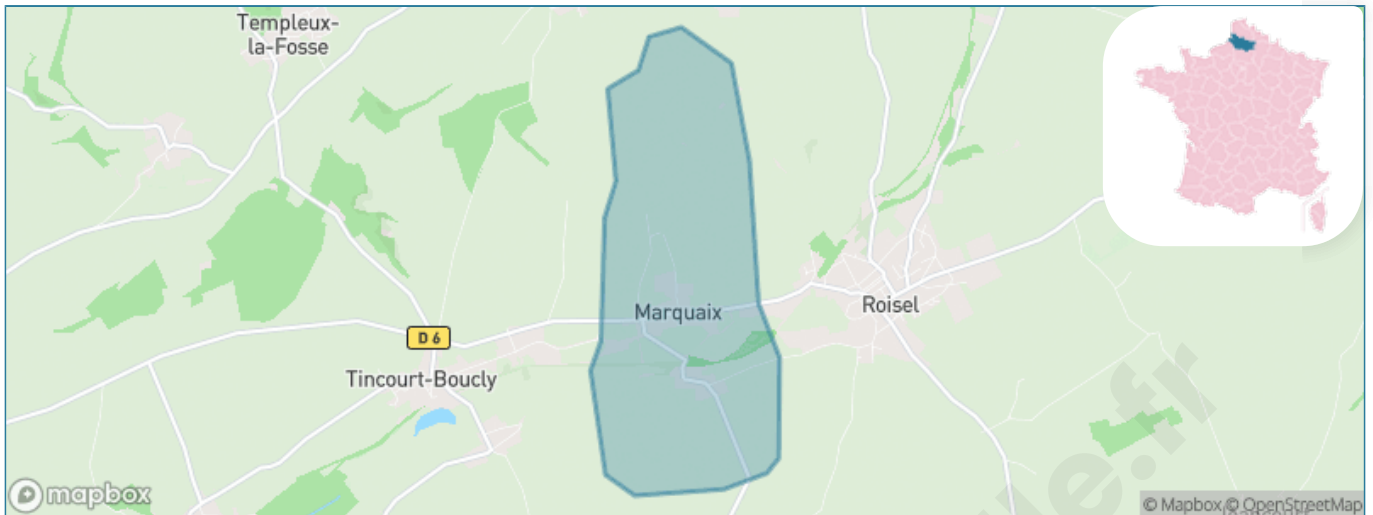 Templeux-
la-Fosse
Marquaix
Roisel
D 6
Tincourt-Boucly
mapbox
© Mapbox © OpenStreetMap